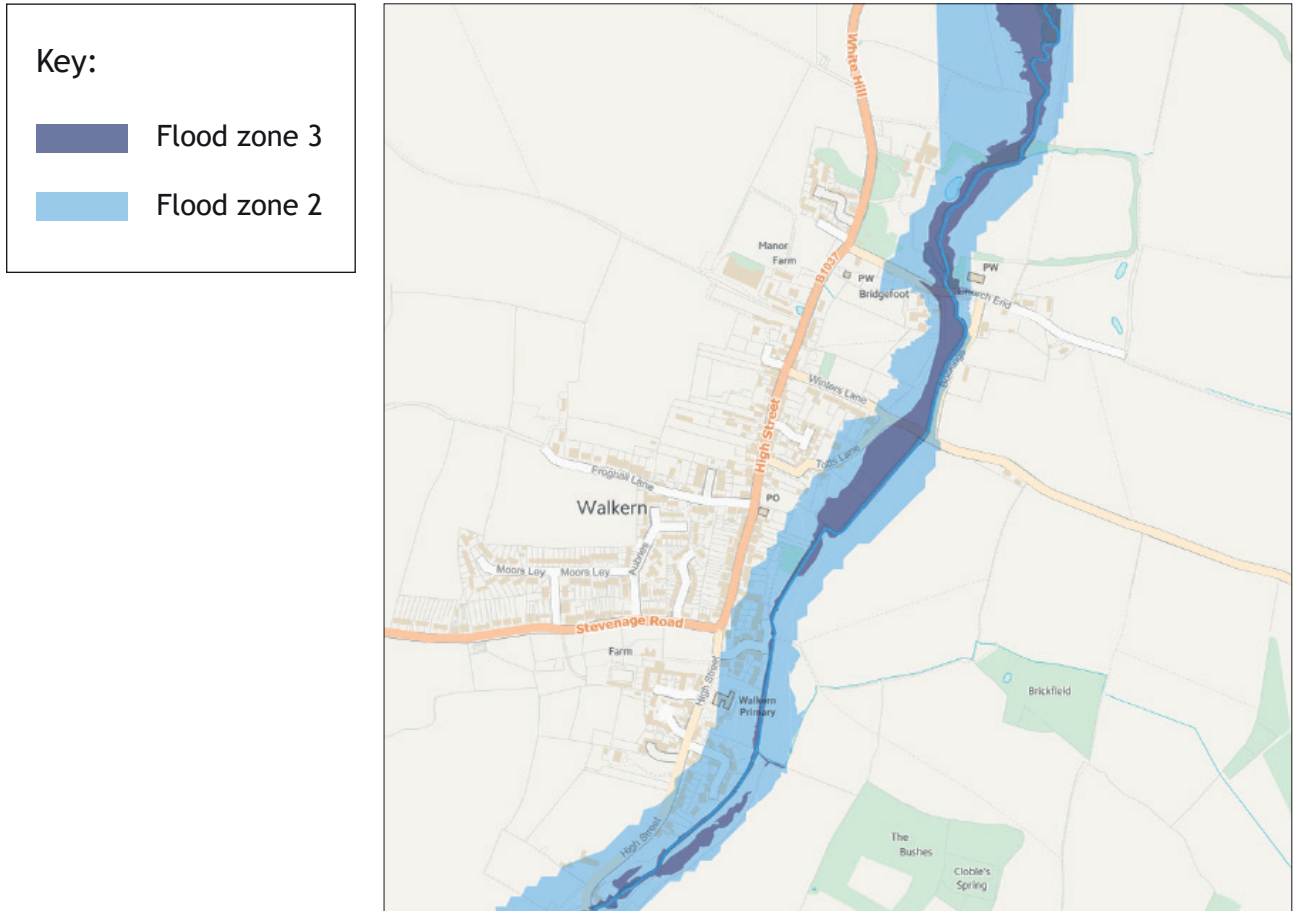 Key:
Flood zone 3
Flood zone 2
White Hill
Manor
Farm
B1037
PW
Bridgefoot
PW
Church End
Winters Lane
High Street
Totts Lane
Froghall Lane
PO
Walkern
Aubries
Moors Ley
Moors Ley
Stevenage Road
Farm
High Street
Walkern
Primary
Brickfield
High Street
The
Bushes
Cloble's
Spring